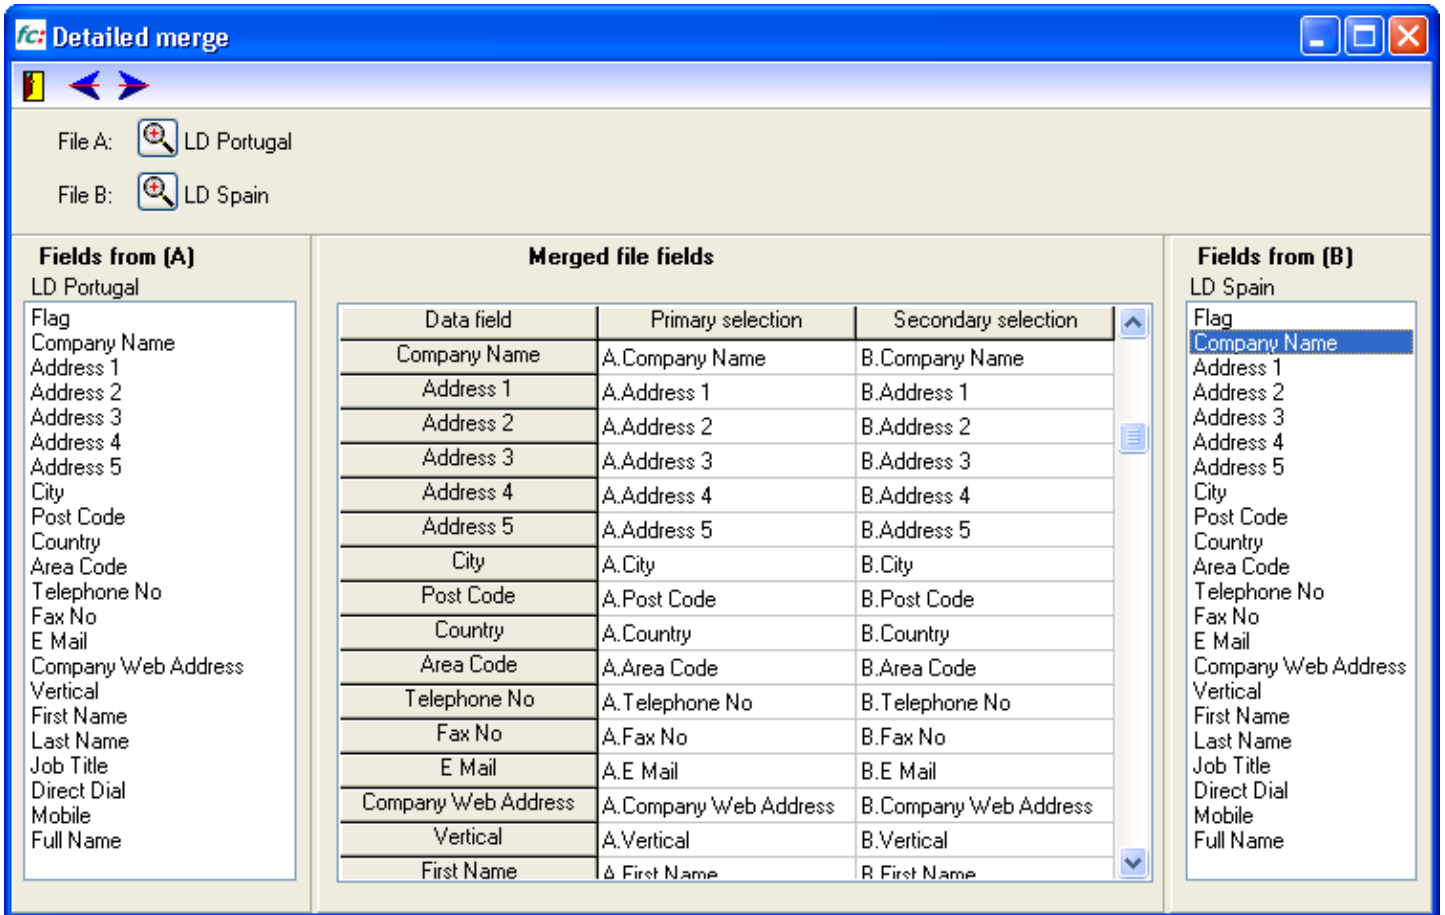 fc: Detailed merge
File A: LD Portugal
File B: LD Spain
Fields from (A)
LD Portugal
Flag
Company Name
Address 1
Address 2
Address 3
Address 4
Address 5
City
Post Code
Country
Area Code
Telephone No
Fax No
E Mail
Company Web Address
Vertical
First Name
Last Name
Job Title
Direct Dial
Mobile
Full Name
Merged file fields
Data field Primary selection Secondary selection
Company Name A.Company Name B.Company Name
Address 1 A.Address 1 B.Address 1
Address 2 A.Address 2 B.Address 2
Address 3 A.Address 3 B.Address 3
Address 4 A.Address 4 B.Address 4
Address 5 A.Address 5 B.Address 5
City A.City B.City
Post Code A.Post Code B.Post Code
Country A.Country B.Country
Area Code A.Area Code B.Area Code
Telephone No A.Telephone No B.Telephone No
Fax No A.Fax No B.Fax No
E Mail A.E Mail B.E Mail
Company Web Address A.Company Web Address B.Company Web Address
Vertical A.Vertical B.Vertical
First Name A.First Name B.First Name
Fields from (B)
LD Spain
Flag
Company Name
Address 1
Address 2
Address 3
Address 4
Address 5
City
Post Code
Country
Area Code
Telephone No
Fax No
E Mail
Company Web Address
Vertical
First Name
Last Name
Job Title
Direct Dial
Mobile
Full Name